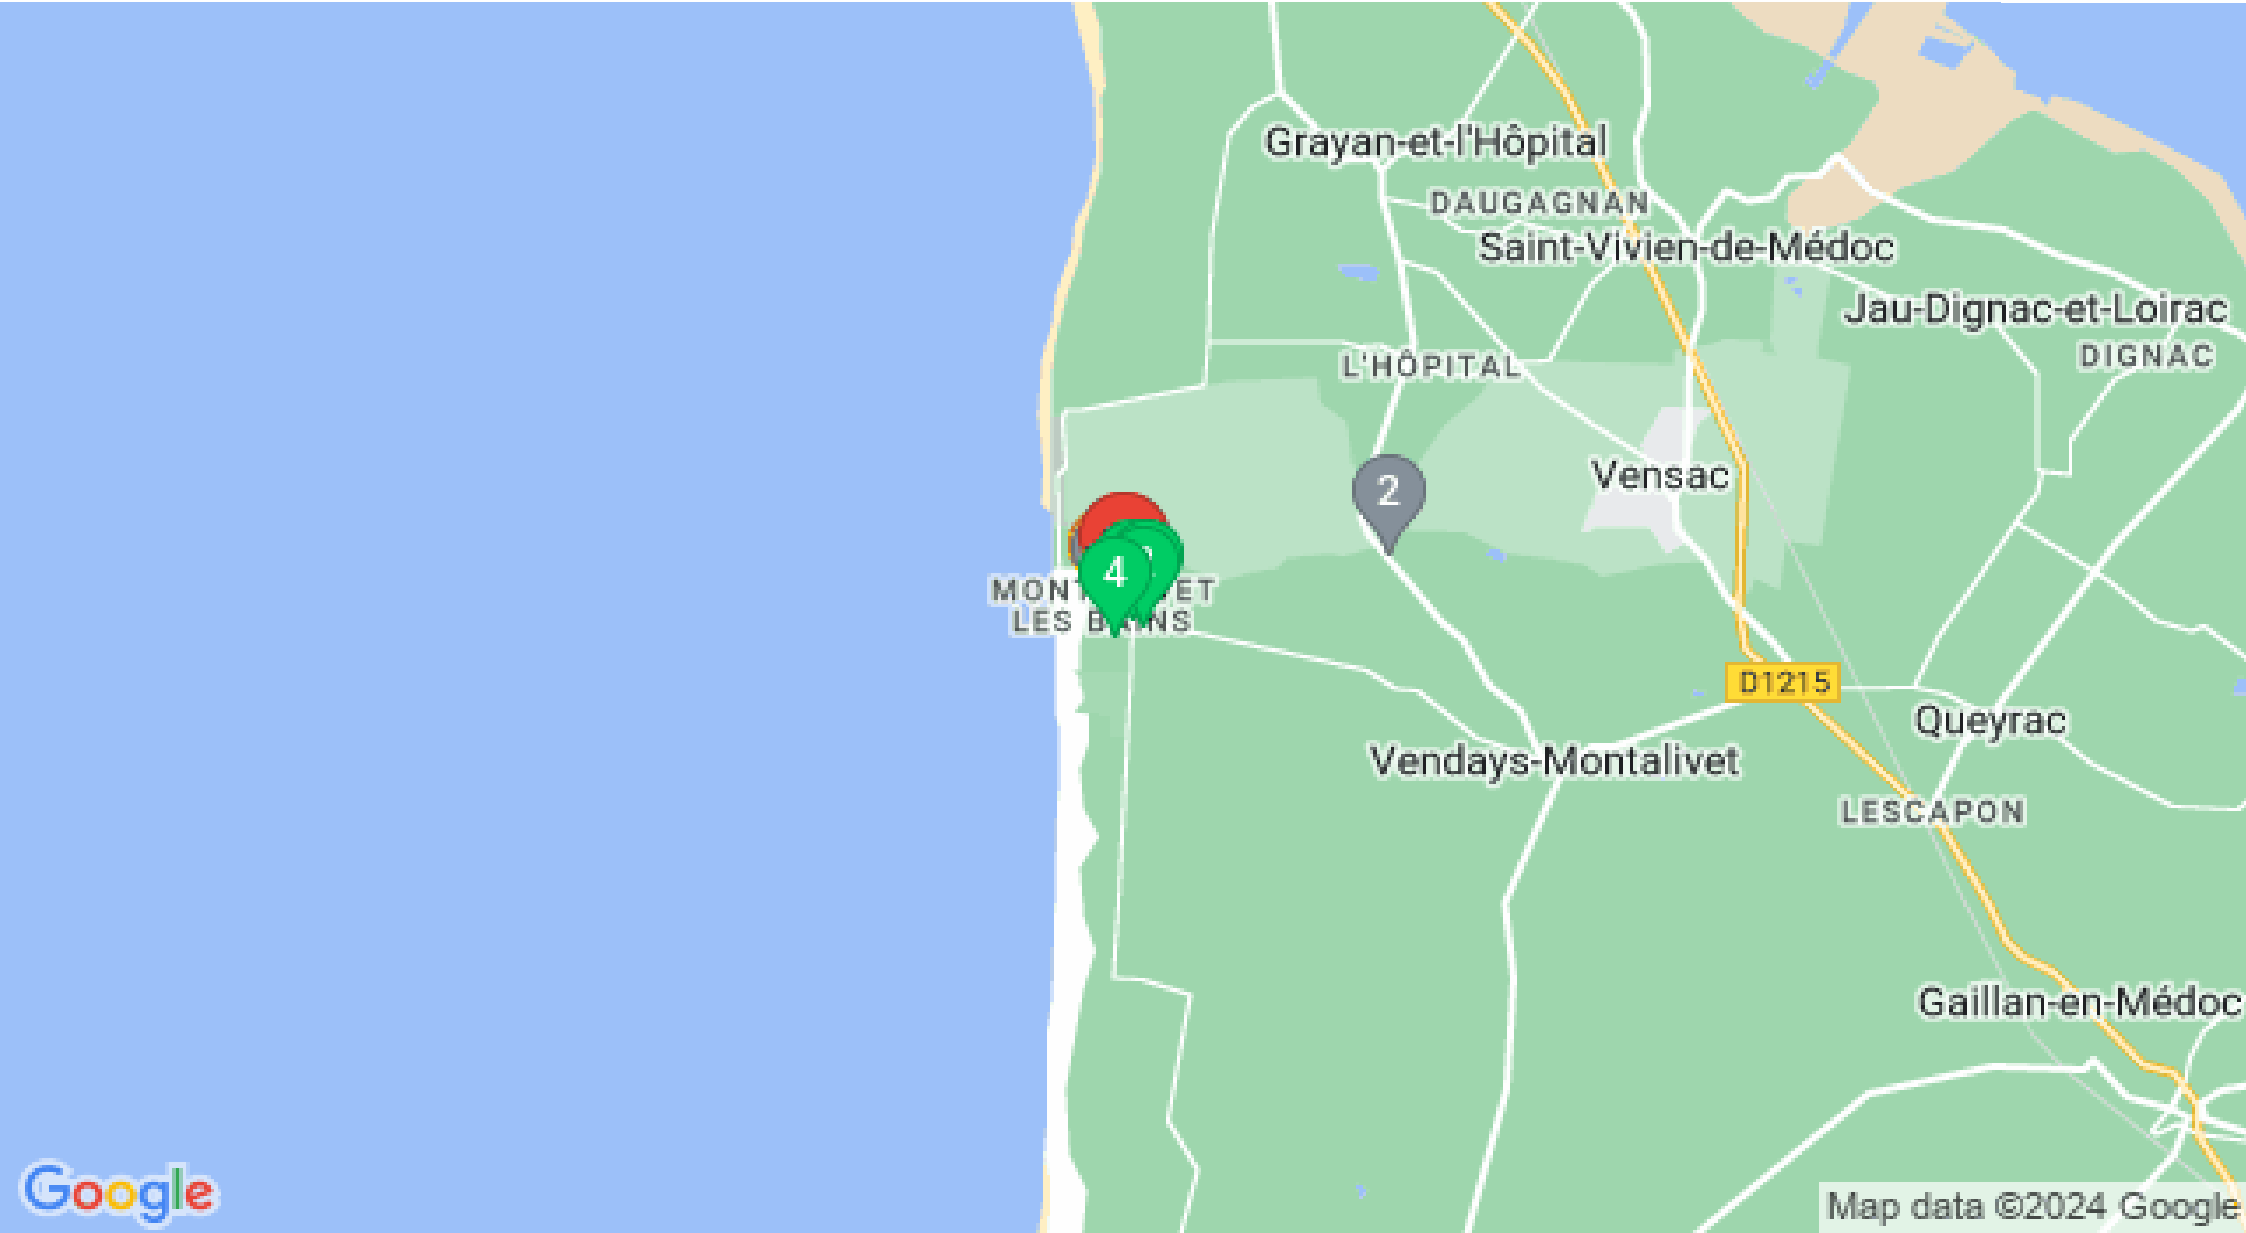 Grayan-et-l'Hôpital
DAUGAGNAN
Saint-Vivien-de-Médoc
Jau-Dignac-et-Loirac
DIGNAC
L'HÔPITAL
Vensac
2
4
LES
D1215
Queyrac
Vendays-Montalivet
LESCAPON
Gaillan-en-Médoc
Google
Map data ©2024 Google